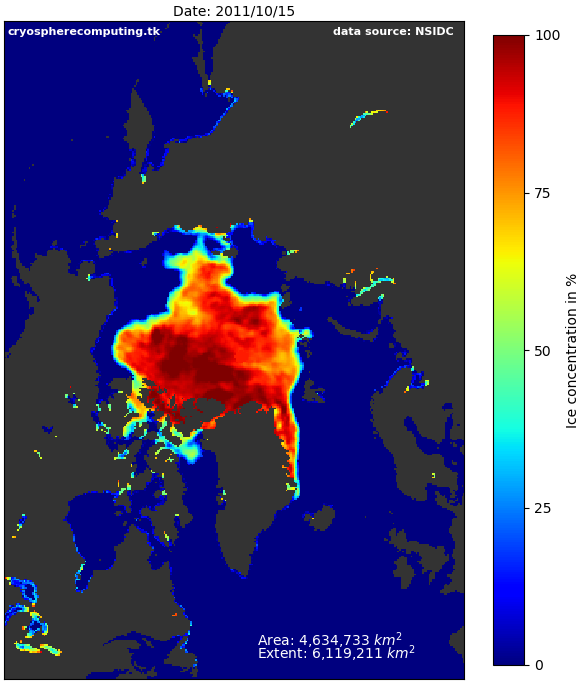 Date: 2011/10/15
cryospherecomputing.tk
data source: NSIDC
100
75
50
25
0
Ice concentration in %
Area: 4,634,733 km²
Extent: 6,119,211 km²